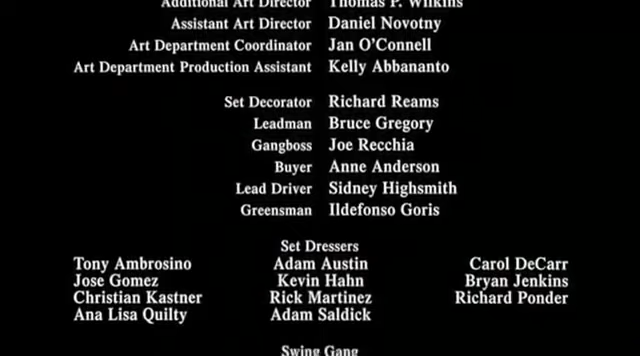 Additional Art Director Thomas P. Wilkins
Assistant Art Director Daniel Novotny
Art Department Coordinator Jan O'Connell
Art Department Production Assistant Kelly Abbananto
Set Decorator Richard Reams
Leadman Bruce Gregory
Gangboss Joe Recchia
Buyer Anne Anderson
Lead Driver Sidney Highsmith
Greensman Ildefonso Goris
Set Dressers
Tony Ambrosino Adam Austin Carol DeCarr
Jose Gomez Kevin Hahn Bryan Jenkins
Christian Kastner Rick Martinez Richard Ponder
Ana Lisa Quilty Adam Saldick
Swing Gang